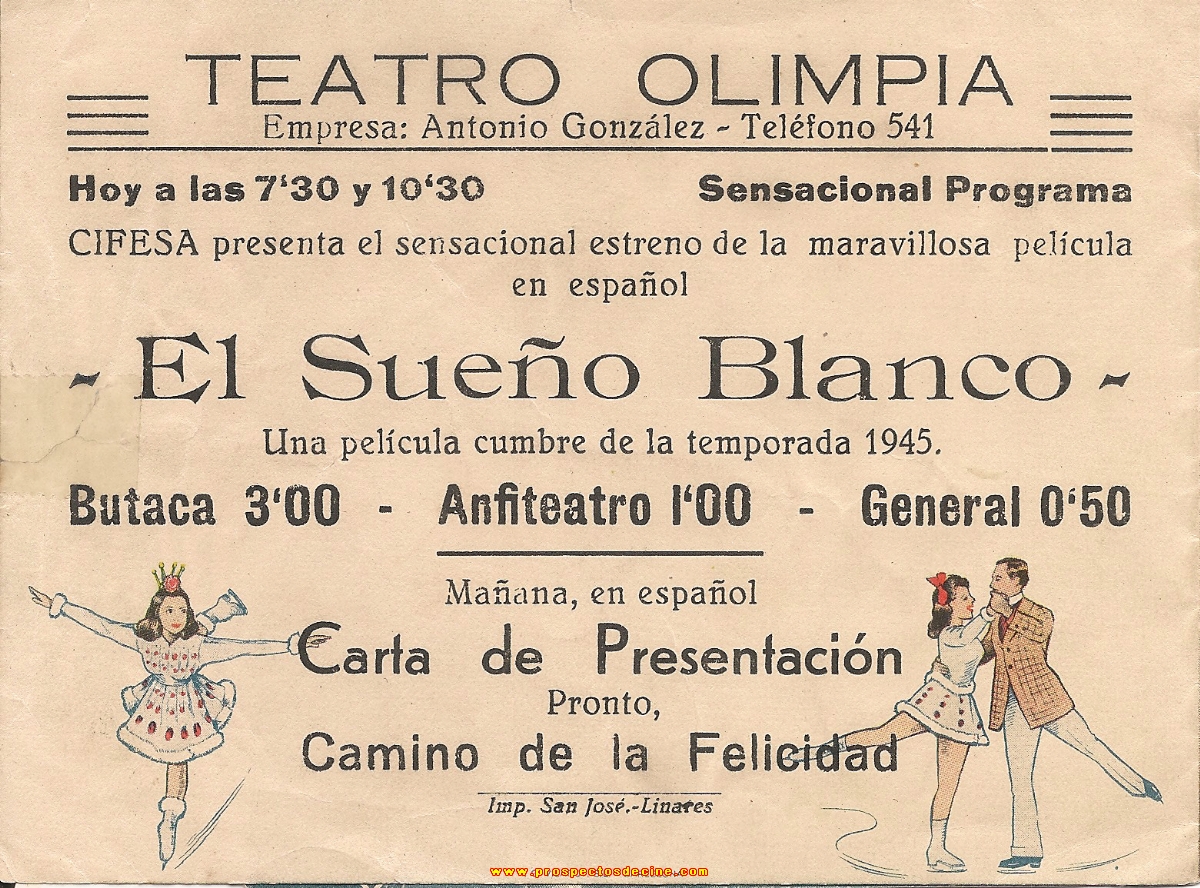 TEATRO OLIMPIA
Empresa: Antonio González - Teléfono 541
Hoy a las 7'30 y 10'30 Sensacional Programa
CIFESA presenta el sensacional estreno de la maravillosa película
en español
- El Sueño Blanco -
Una película cumbre de la temporada 1945.
Butaca 3'00 - Anfiteatro 1'00 - General 0'50
Mañana, en español
Carta de Presentación
Pronto,
Camino de la Felicidad
Imp. San José.-Linares
www.prospectosdecine.com